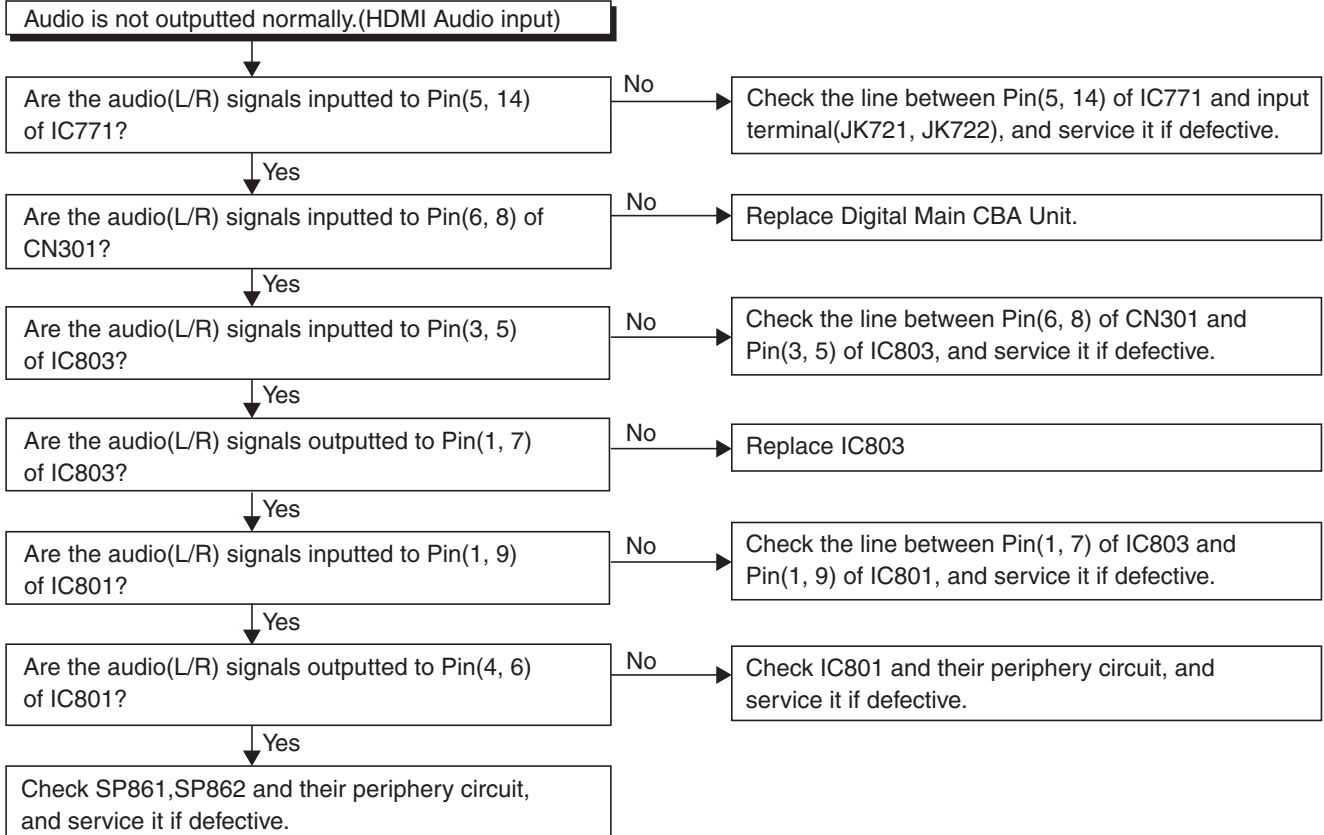 Audio is not outputted normally.(HDMI Audio input)
Are the audio(L/R) signals inputted to Pin(5, 14)
of IC771?
No
Check the line between Pin(5, 14) of IC771 and input
terminal(JK721, JK722), and service it if defective.
Yes
Are the audio(L/R) signals inputted to Pin(6, 8) of
CN301?
No
Replace Digital Main CBA Unit.
Yes
Are the audio(L/R) signals inputted to Pin(3, 5)
of IC803?
No
Check the line between Pin(6, 8) of CN301 and
Pin(3, 5) of IC803, and service it if defective.
Yes
Are the audio(L/R) signals outputted to Pin(1, 7)
of IC803?
No
Replace IC803
Yes
Are the audio(L/R) signals inputted to Pin(1, 9)
of IC801?
No
Check the line between Pin(1, 7) of IC803 and
Pin(1, 9) of IC801, and service it if defective.
Yes
Are the audio(L/R) signals outputted to Pin(4, 6)
of IC801?
No
Check IC801 and their periphery circuit, and
service it if defective.
Yes
Check SP861,SP862 and their periphery circuit,
and service it if defective.